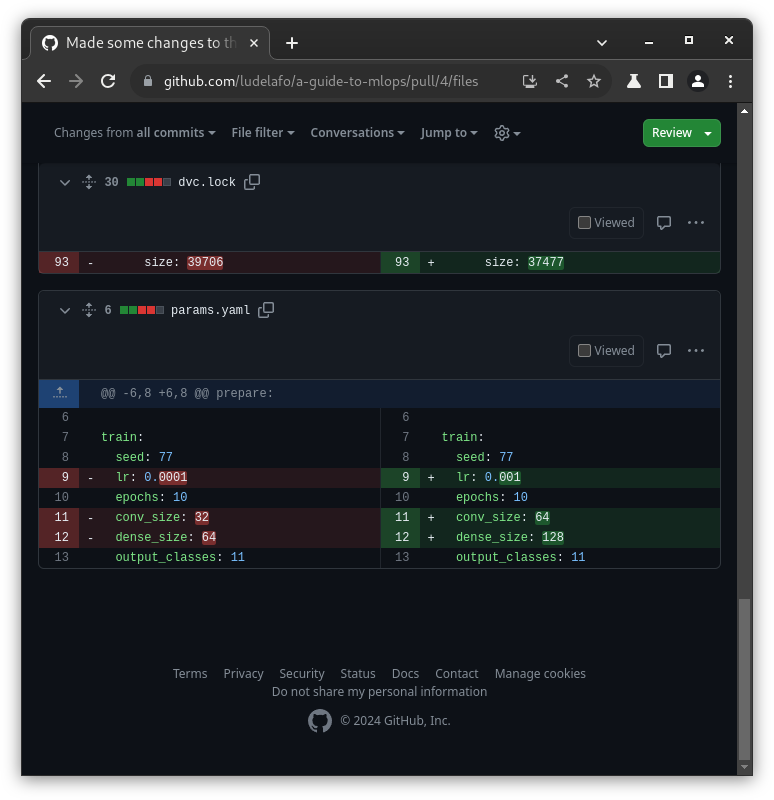 Made some changes to th
github.com/ludelafo/a-guide-to-mlops/pull/4/files
Changes from all commits File filter Conversations Jump to Review
30 dvc.lock
Viewed
93 - size: 39706 93 + size: 37477
6 params.yaml
Viewed
@@ -6,8 +6,8 @@ prepare:
6 6
7 train: 7 train:
8 seed: 77 8 seed: 77
9 - lr: 0.0001 9 + lr: 0.001
10 epochs: 10 10 epochs: 10
11 - conv_size: 32 11 + conv_size: 64
12 - dense_size: 64 12 + dense_size: 128
13 output_classes: 11 13 output_classes: 11
Terms Privacy Security Status Docs Contact Manage cookies
Do not share my personal information
© 2024 GitHub, Inc.